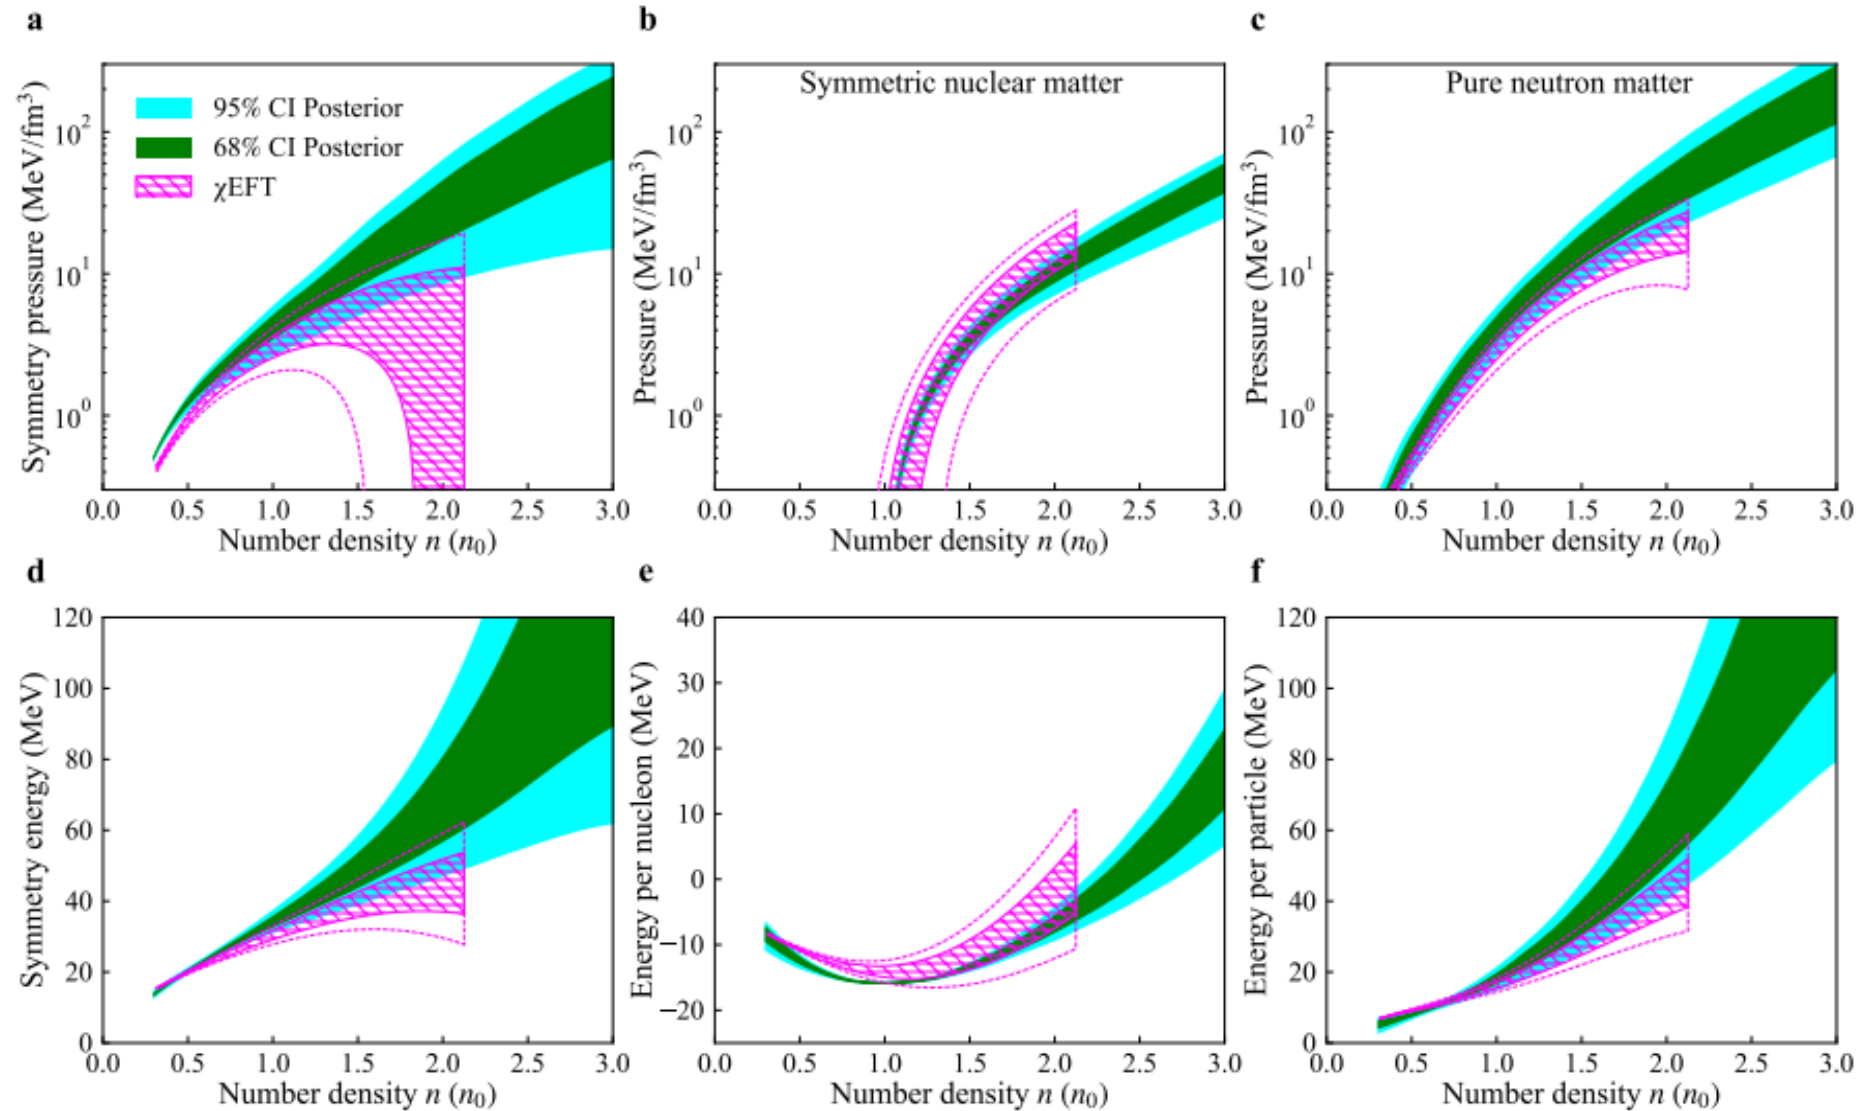 a
b
c
Symmetry pressure (MeV/fm³)
10²
10¹
10⁰
95% CI Posterior
68% CI Posterior
χEFT
0.0 0.5 1.0 1.5 2.0 2.5 3.0
Number density n (n₀)
Symmetric nuclear matter
Pressure (MeV/fm³)
10²
10¹
10⁰
0.0 0.5 1.0 1.5 2.0 2.5 3.0
Number density n (n₀)
Pure neutron matter
Pressure (MeV/fm³)
10²
10¹
10⁰
0.0 0.5 1.0 1.5 2.0 2.5 3.0
Number density n (n₀)
d
e
f
Symmetry energy (MeV)
120
100
80
60
40
20
0
0.0 0.5 1.0 1.5 2.0 2.5 3.0
Number density n (n₀)
Energy per nucleon (MeV)
40
30
20
10
0
−10
−20
0.0 0.5 1.0 1.5 2.0 2.5 3.0
Number density n (n₀)
Energy per particle (MeV)
120
100
80
60
40
20
0
0.0 0.5 1.0 1.5 2.0 2.5 3.0
Number density n (n₀)